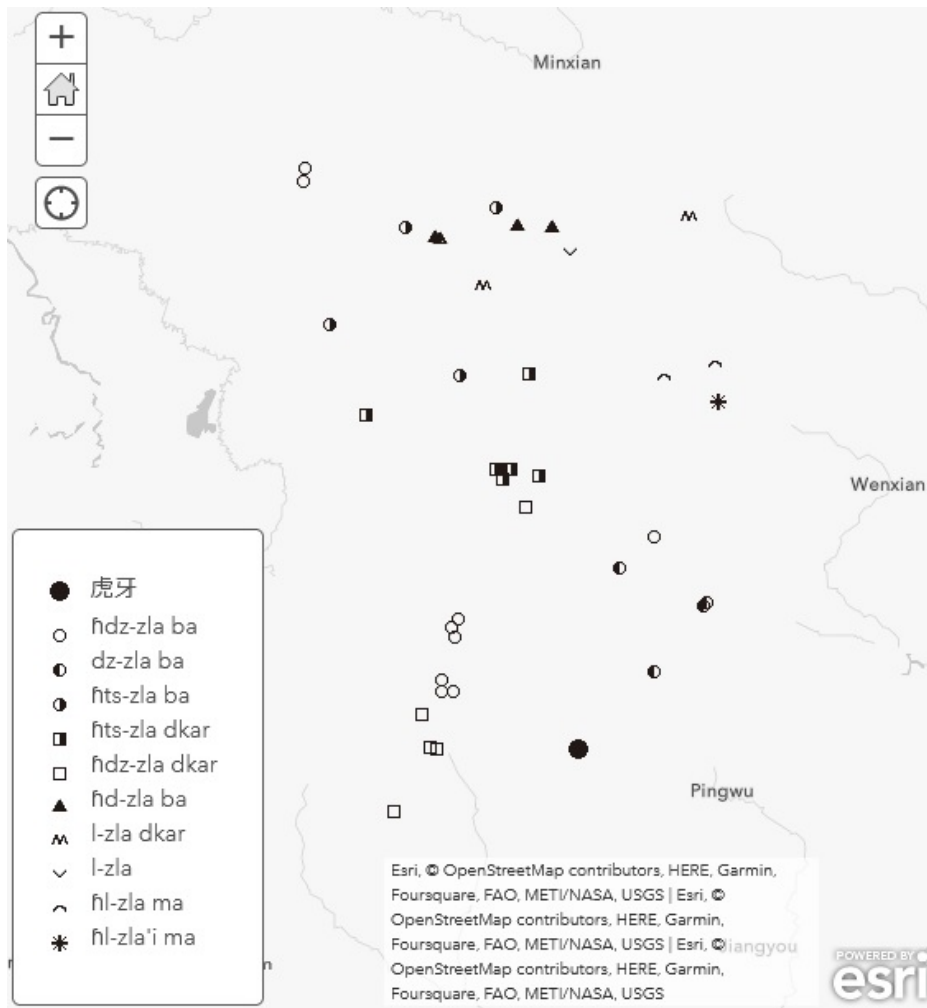 Minxian
Wenxian
虎牙
ɦdz-zla ba
dz-zla ba
ɦts-zla ba
ɦts-zla dkar
ɦdz-zla dkar
ɦd-zla ba
l-zla dkar
l-zla
ɦl-zla ma
ɦl-zla'i ma
Pingwu
Esri, © OpenStreetMap contributors, HERE, Garmin,
Foursquare, FAO, METI/NASA, USGS | Esri, ©
OpenStreetMap contributors, HERE, Garmin,
Foursquare, FAO, METI/NASA, USGS | Esri, ©
Jiangyou
OpenStreetMap contributors, HERE, Garmin,
Foursquare, FAO, METI/NASA, USGS
POWERED BY
esri